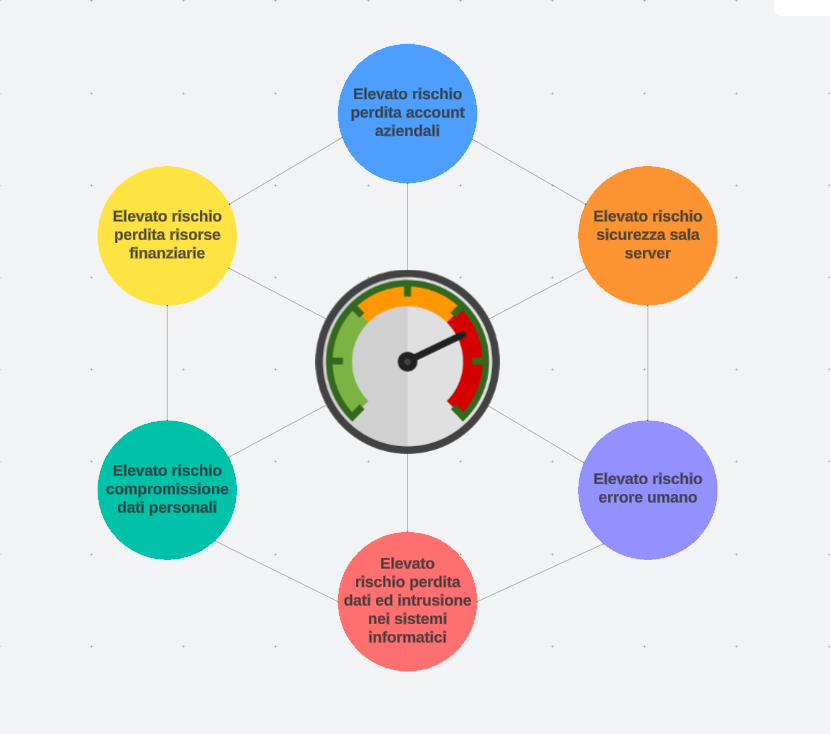 Elevato rischio
perdita account
aziendali
Elevato rischio
perdita risorse
finanziarie
Elevato rischio
sicurezza sala
server
Elevato rischio
compromissione
dati personali
Elevato rischio
errore umano
Elevato
rischio perdita
dati ed intrusione
nei sistemi
informatici